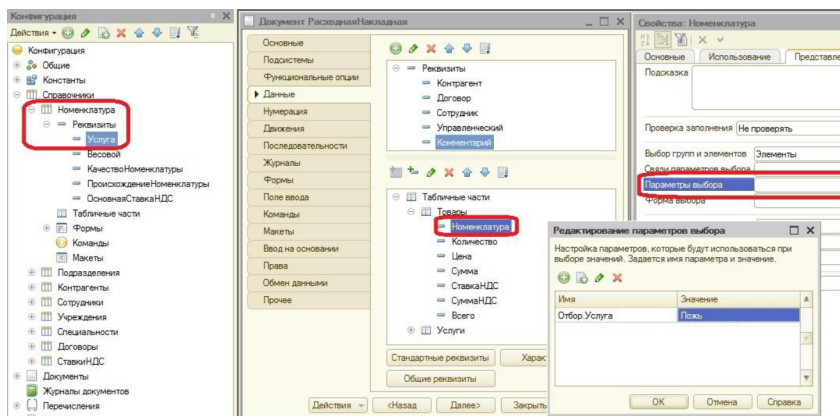 Конфигурация
Действия
Конфигурация
Общие
Константы
Справочники
Номенклатура
Реквизиты
Услуга
Весовой
КачествоНоменклатуры
ПроисхождениеНоменклатуры
ОсновнаяСтавкаНДС
Табличные части
Формы
Команды
Макеты
Подразделения
Контрагенты
Сотрудники
Учреждения
Специальности
Договоры
СтавкиНДС
Документы
Журналы документов
Перечисления
Документ РасходнаяНакладная
Основные
Подсистемы
Функциональные опции
Данные
Нумерация
Движения
Последовательности
Журналы
Формы
Поле ввода
Команды
Макеты
Ввод на основании
Права
Обмен данными
Прочее
Реквизиты
Контрагент
Договор
Сотрудник
Управленческий
Комментарий
Табличные части
Товары
Номенклатура
Количество
Цена
Сумма
СтавкаНДС
СуммаНДС
Всего
Услуги
Стандартные реквизиты
Харак
Общие реквизиты
Действия
<Назад
Далее>
Закрыть
Свойства: Номенклатура
Основные
Использование
Представле
Подсказка
Проверка заполнения
Не проверять
Выбор групп и элементов
Элементы
Связи параметров выбора
Параметры выбора
Форма выбора
Редактирование параметров выбора
Настройка параметров, которые будут использоваться при
выборе значений. Задается имя параметра и значение.
Имя
Значение
Отбор.Услуга
Ложь
OK
Отмена
Справка